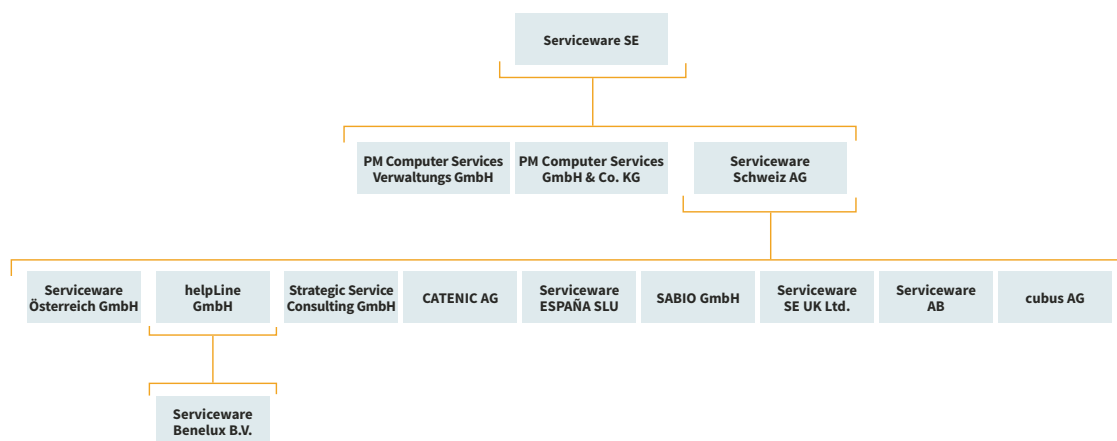 Serviceware SE
PM Computer Services
Verwaltungs GmbH
PM Computer Services
GmbH & Co. KG
Serviceware
Schweiz AG
Serviceware
Österreich GmbH
helpLine
GmbH
Strategic Service
Consulting GmbH
CATENIC AG
Serviceware
ESPAÑA SLU
SABIO GmbH
Serviceware
SE UK Ltd.
Serviceware
AB
cubus AG
Serviceware
Benelux B.V.